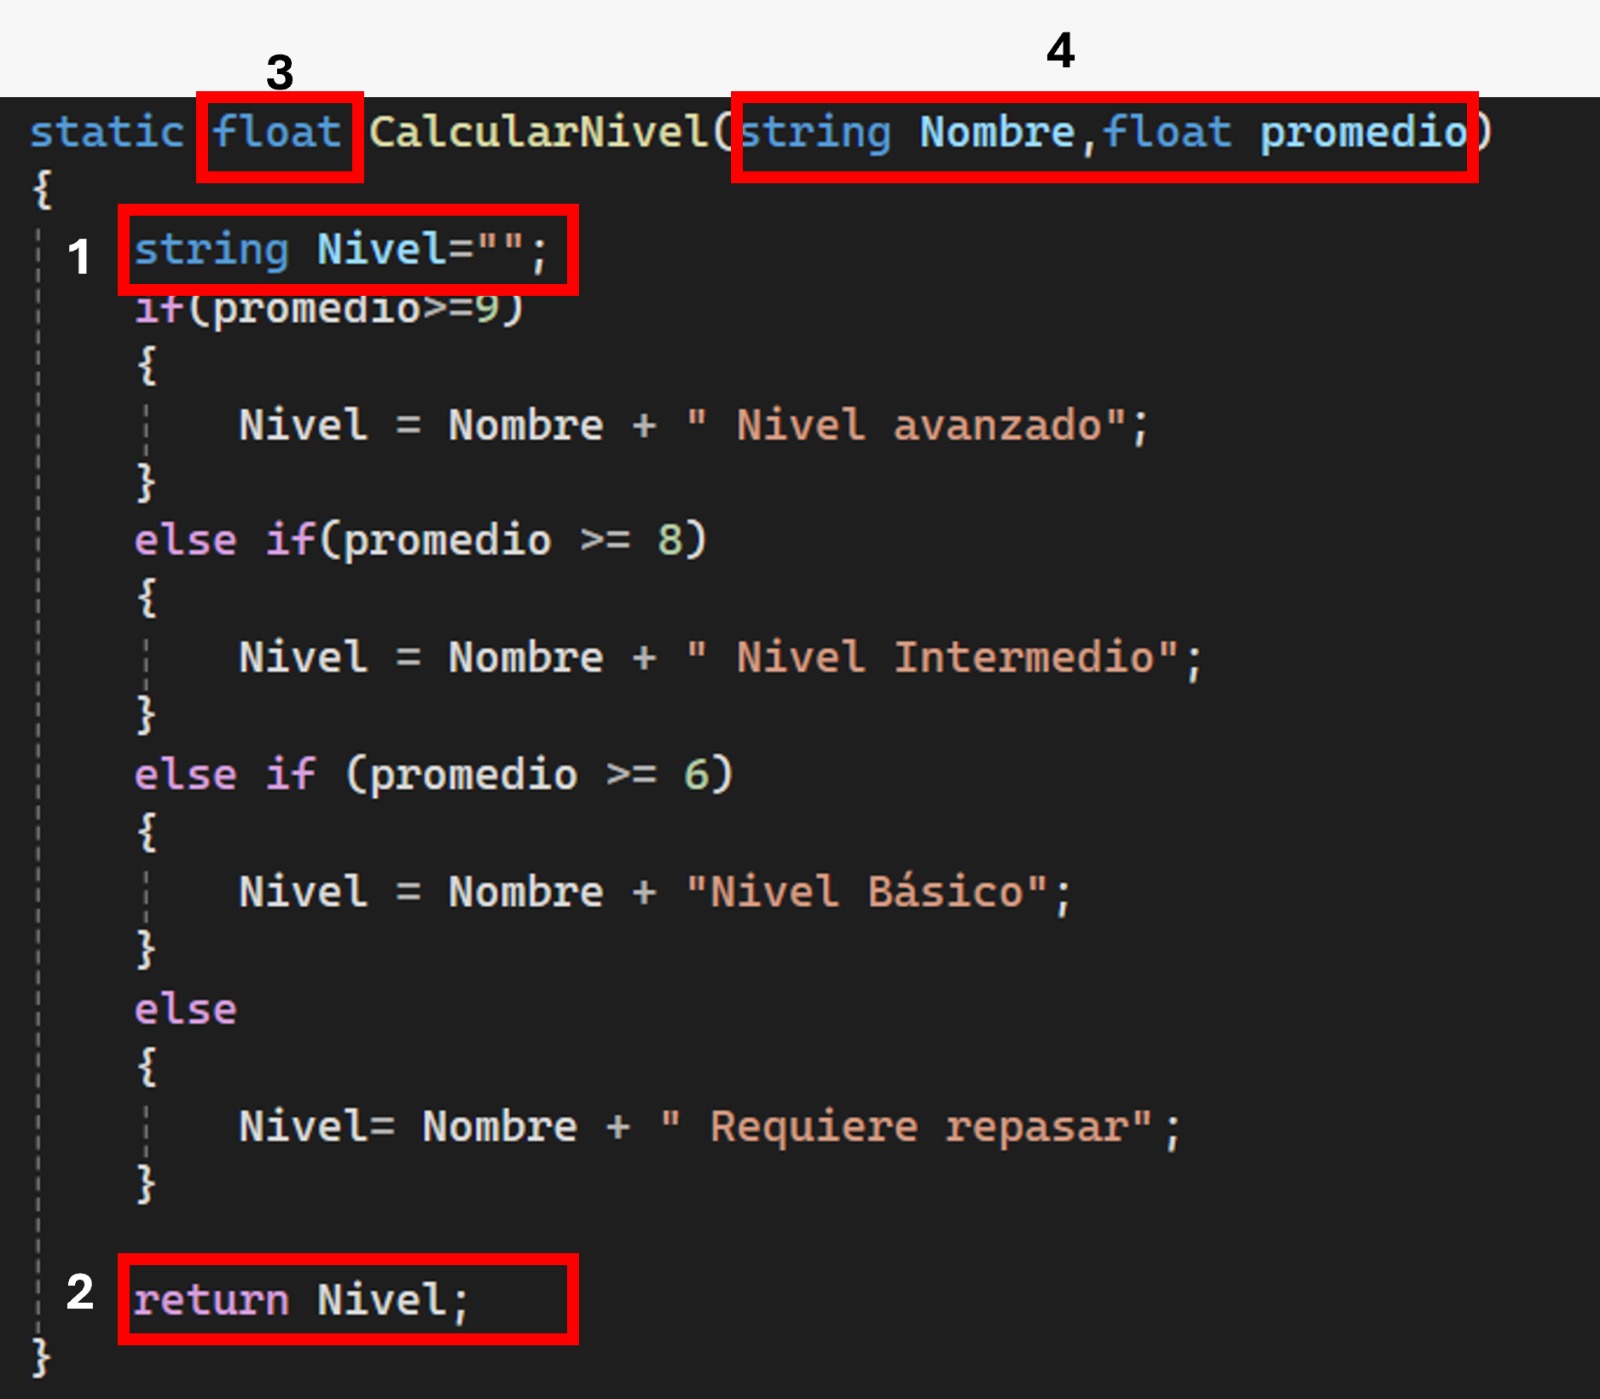 3
4
static float CalcularNivel(string Nombre,float promedio)
{
1
string Nivel="";
if(promedio>=9)
{
Nivel = Nombre + " Nivel avanzado";
}
else if(promedio >= 8)
{
Nivel = Nombre + " Nivel Intermedio";
}
else if (promedio >= 6)
{
Nivel = Nombre + "Nivel Básico";
}
else
{
Nivel= Nombre + " Requiere repasar";
}
2
return Nivel;
}